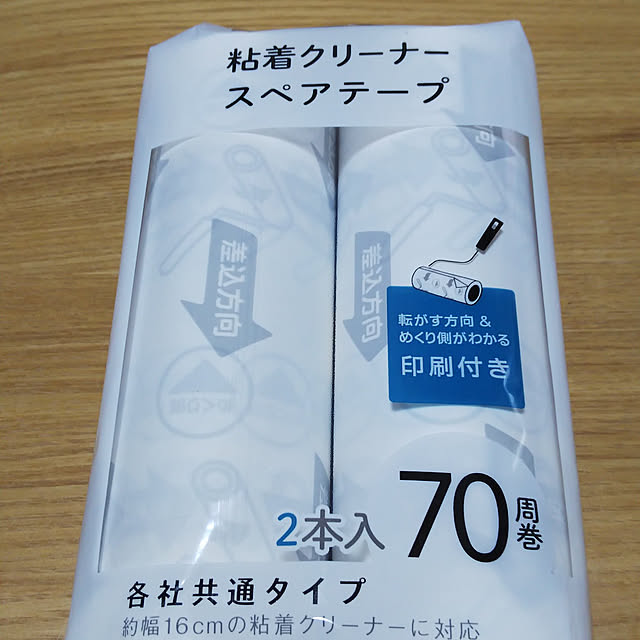 粘着クリーナー
スペアテープ
差込方向
差込方向
転がす方向&
めくり側がわかる
印刷付き
2本入
70周巻
各社共通タイプ
約幅16cmの粘着クリーナーに対応